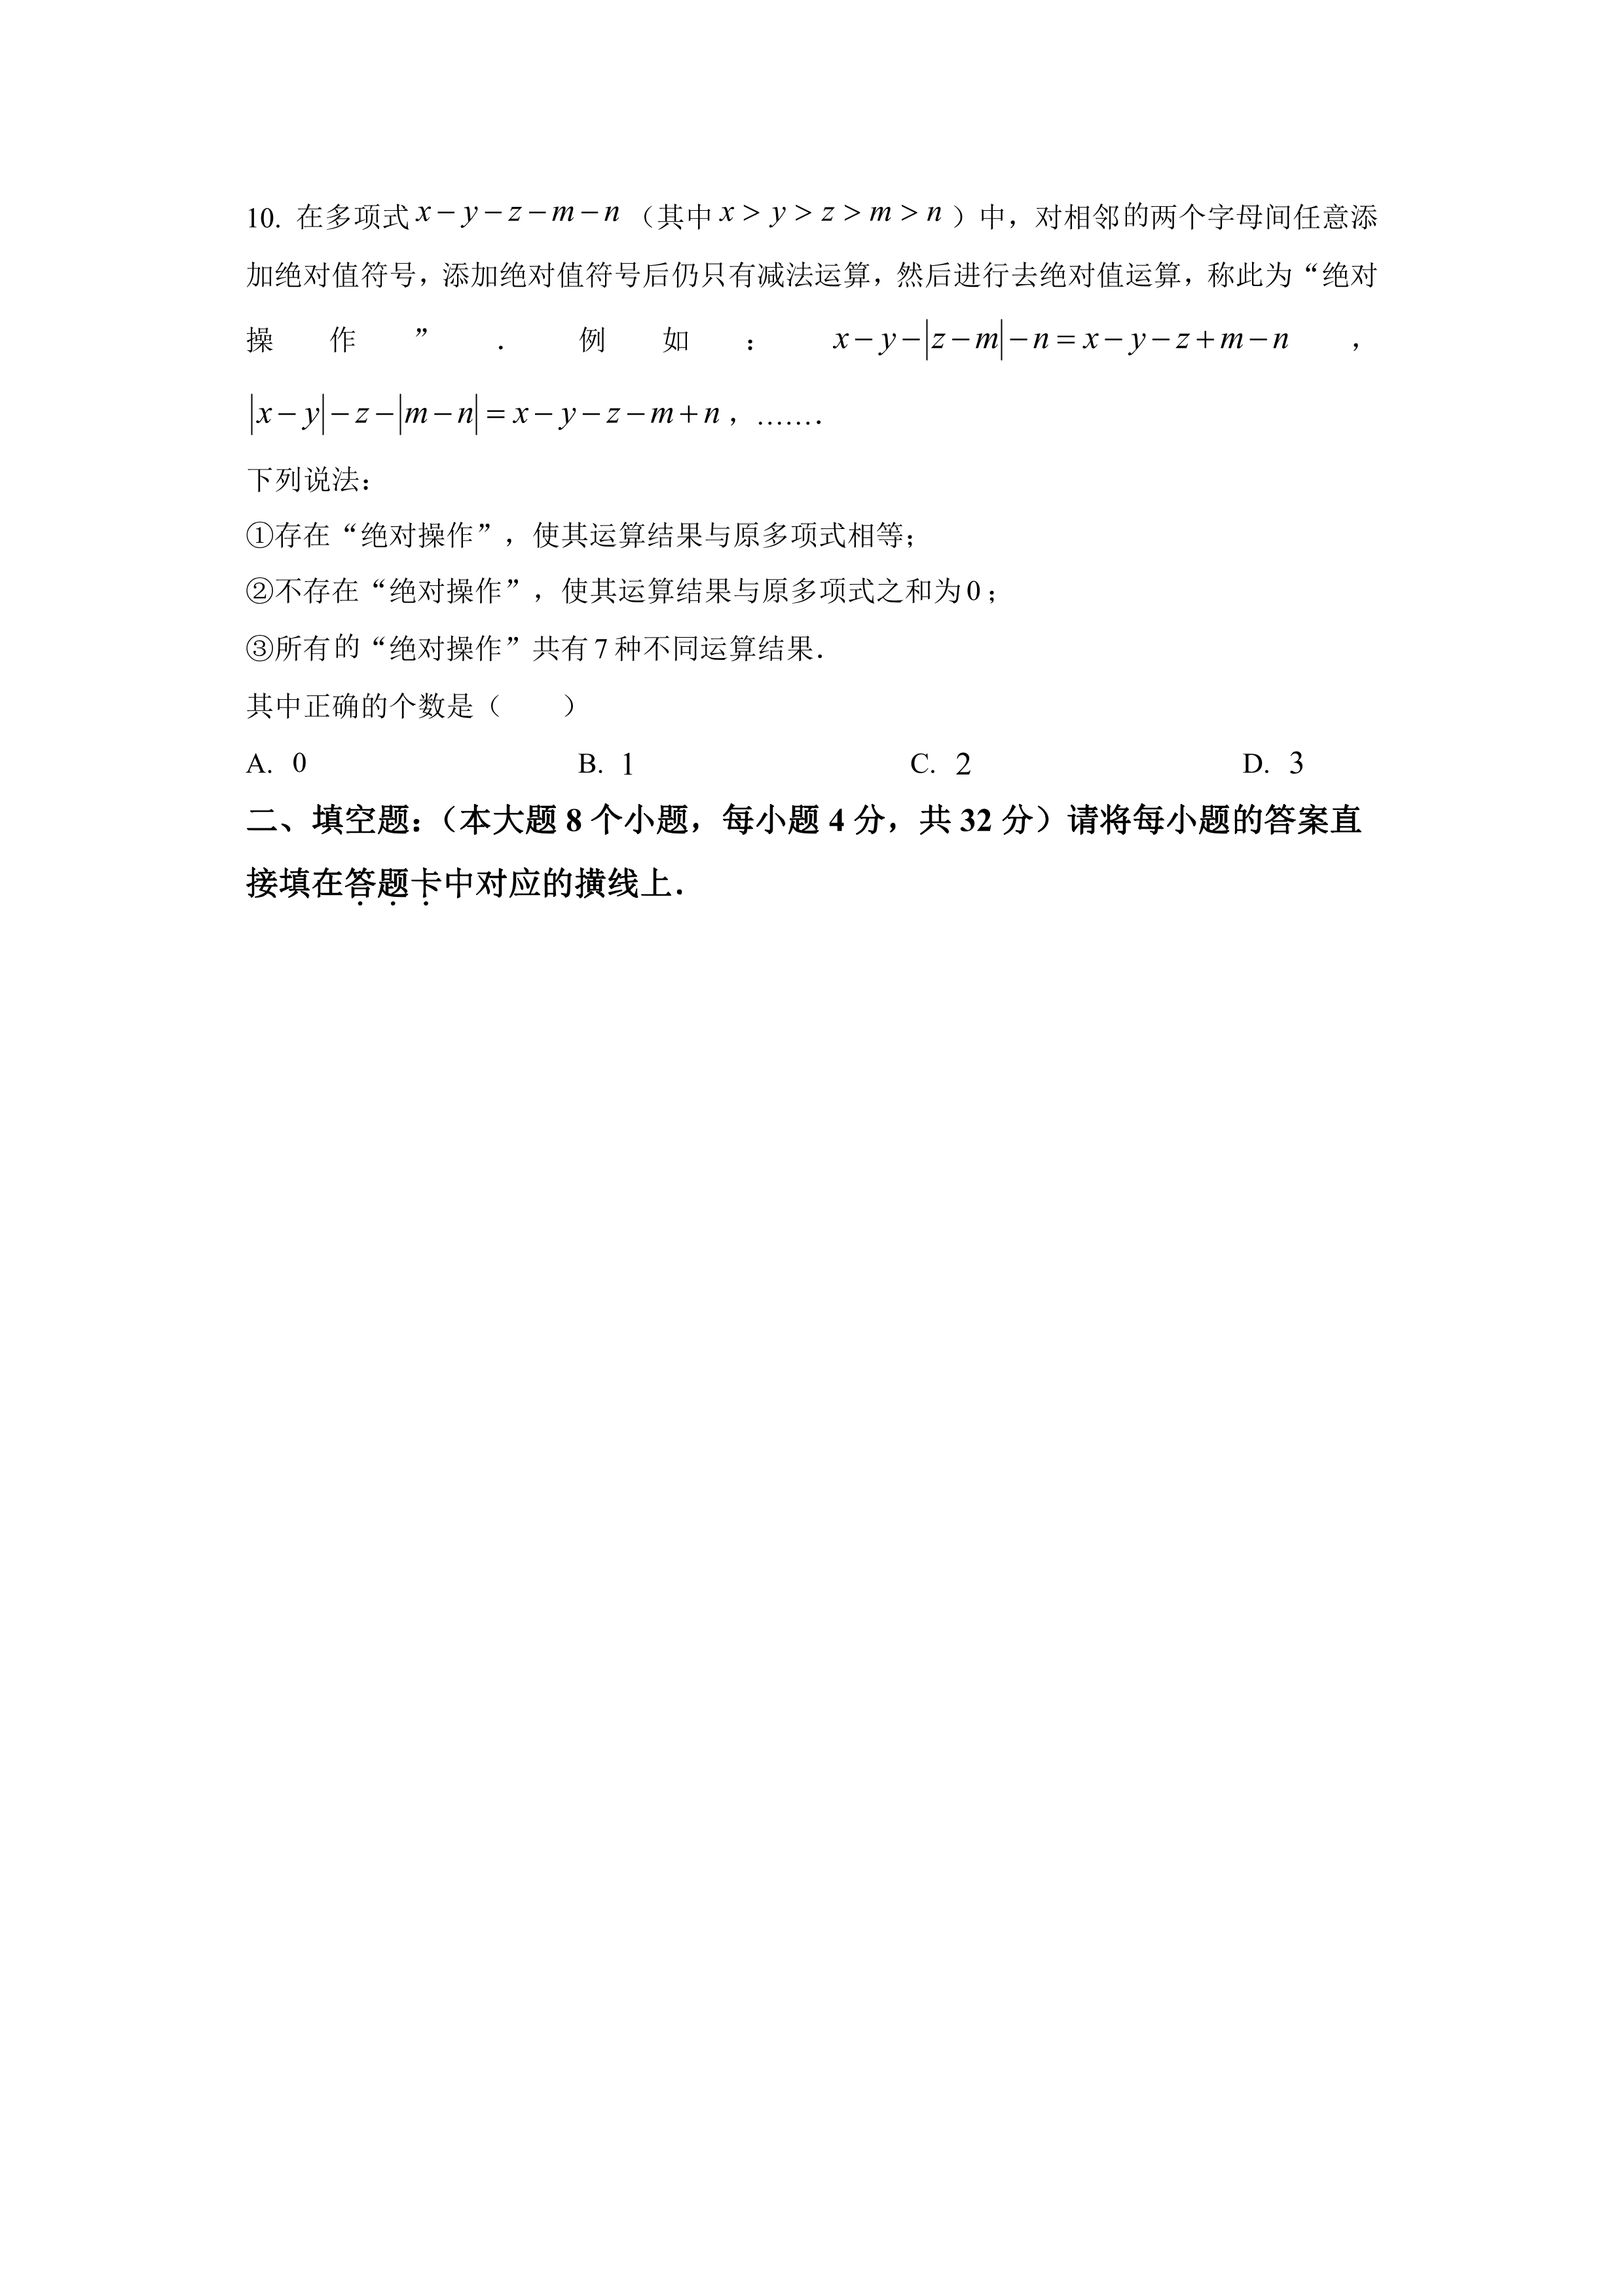 10. 在多项式 x − y − z − m − n（其中 x > y > z > m > n）中，对相邻的两个字母间任意添
加绝对值符号，添加绝对值符号后仍只有减法运算，然后进行去绝对值运算，称此为“绝对
操作”．例如：x − y − |z − m| − n = x − y − z + m − n，
|x − y| − z − |m − n| = x − y − z − m + n，…….
下列说法：
①存在“绝对操作”，使其运算结果与原多项式相等；
②不存在“绝对操作”，使其运算结果与原多项式之和为 0；
③所有的“绝对操作”共有 7 种不同运算结果．
其中正确的个数是（　　）
A. 0 B. 1 C. 2 D. 3
二、填空题：（本大题 8 个小题，每小题 4 分，共 32 分）请将每小题的答案直
接填在答题卡中对应的横线上．